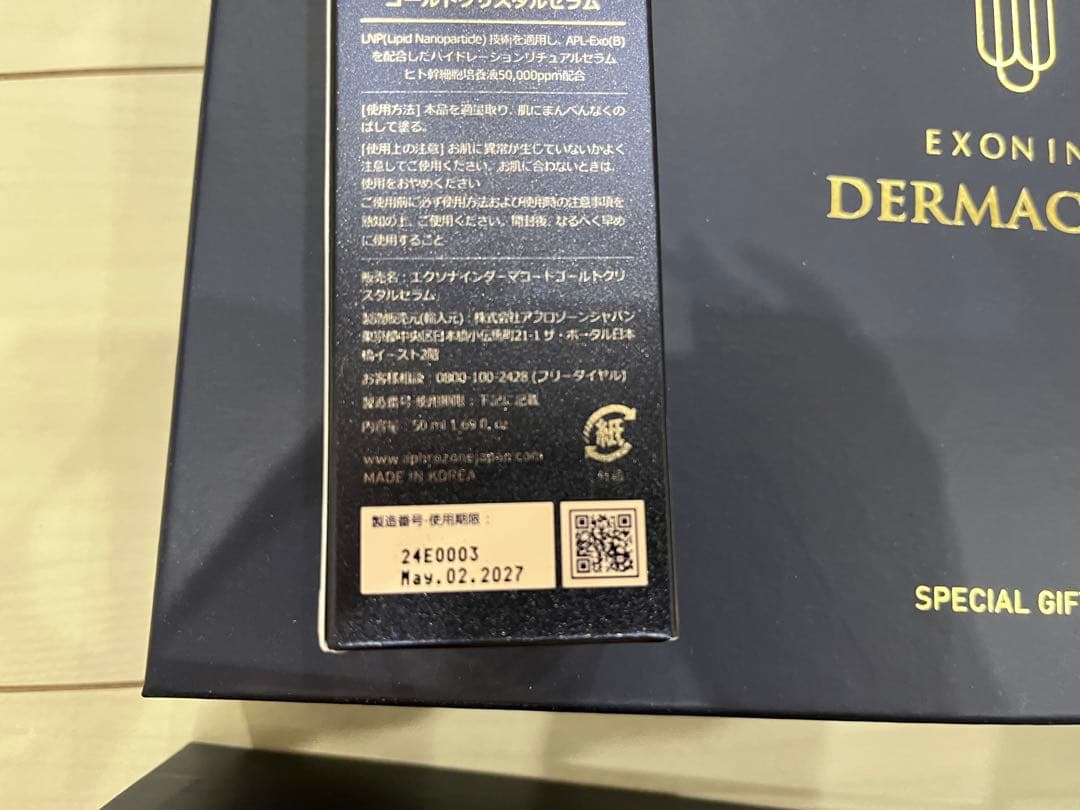 ゴールドクリスタルセラム
LNP(Lipid Nanoparticle) 技術を適用し、APL-Exo(B)
を配合したハイドレーションリチュアルセラム
ヒト幹細胞培養液50,000ppm配合
[使用方法] 本品を適量取り、肌にまんべんなくの
ばして塗る。
[使用上の注意] お肌に異常が生じていないかよく
注意してご使用ください。お肌に合わないときは、
使用をおやめください
ご使用前に必ず使用方法および使用時の注意事項を
熟知の上、ご使用ください。開封後、なるべく早め
に使用すること
販売名：エクソナインダーマコートゴールドクリ
スタルセラム
製造販売元(輸入元)：株式会社アフロゾーンジャパン
東京都中央区日本橋小伝馬町21-1 ザ・ポータル日本
橋イースト2階
お客様相談：0800-100-2428 (フリーダイヤル)
製造番号·使用期限：下記に記載
内容量：50 ml 1.69 fl. oz
www.aphrozonejapan.com
MADE IN KOREA
紙
製造番号·使用期限：
24E0003
May.02.2027
EXON IN
DERMAC
SPECIAL GIF